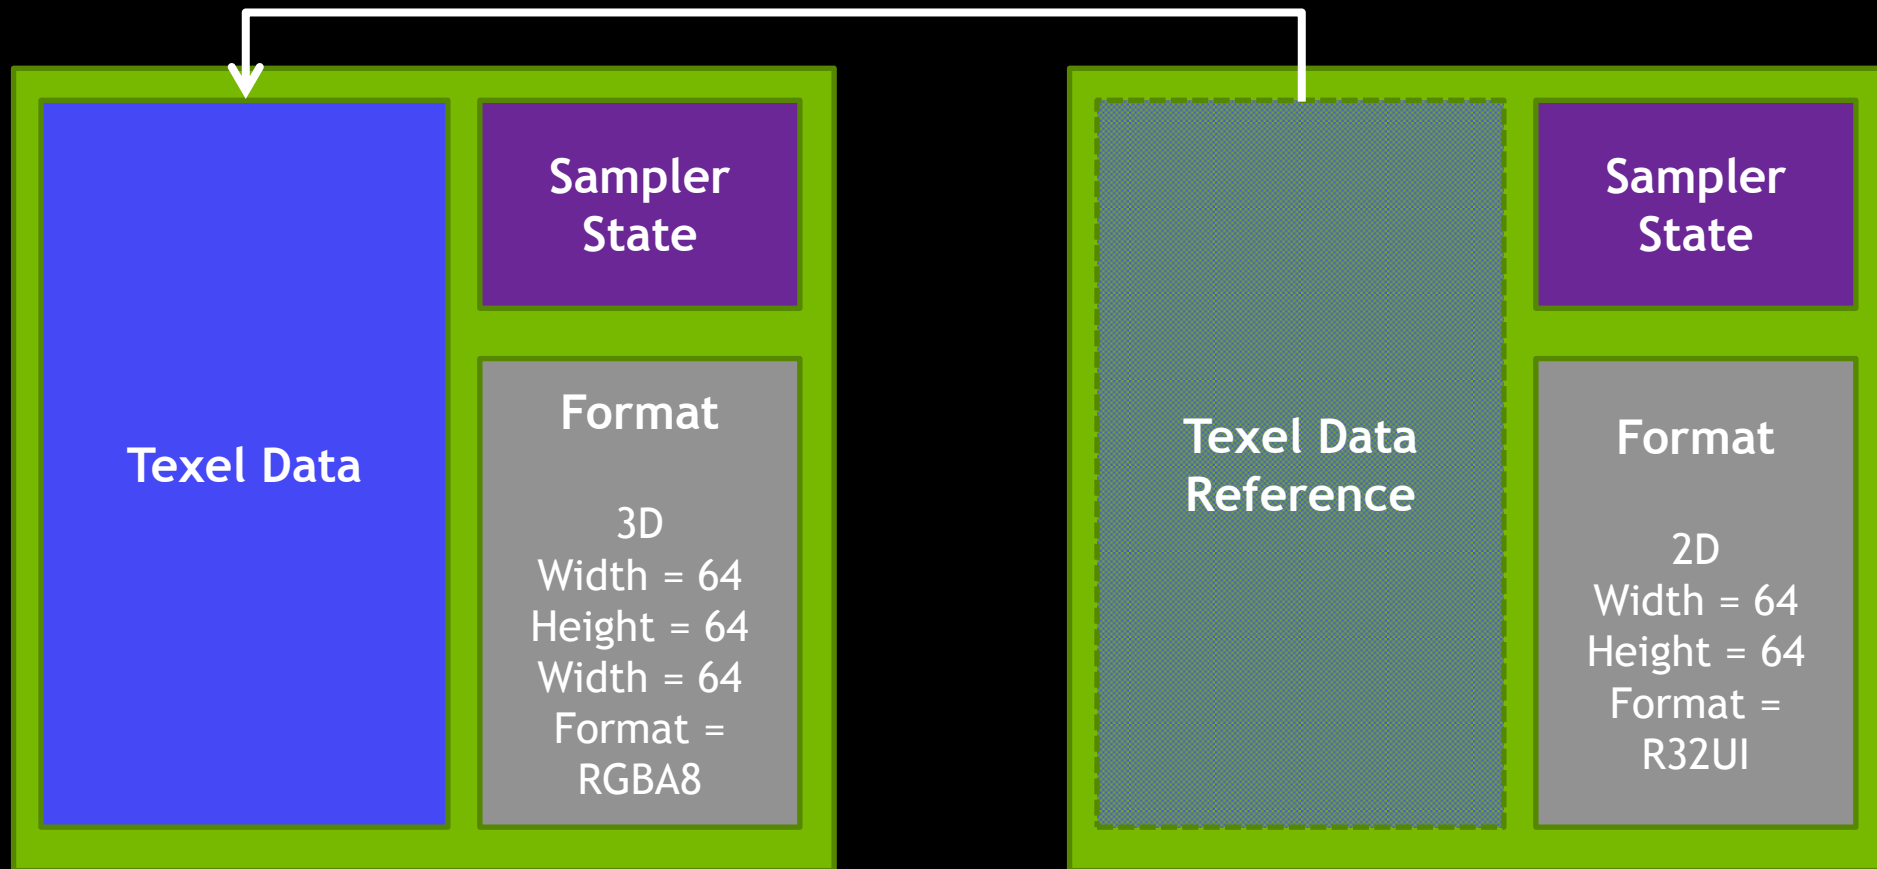 Texel Data
Sampler
State
Format
3D
Width = 64
Height = 64
Width = 64
Format =
RGBA8
Texel Data
Reference
Sampler
State
Format
2D
Width = 64
Height = 64
Format =
R32UI